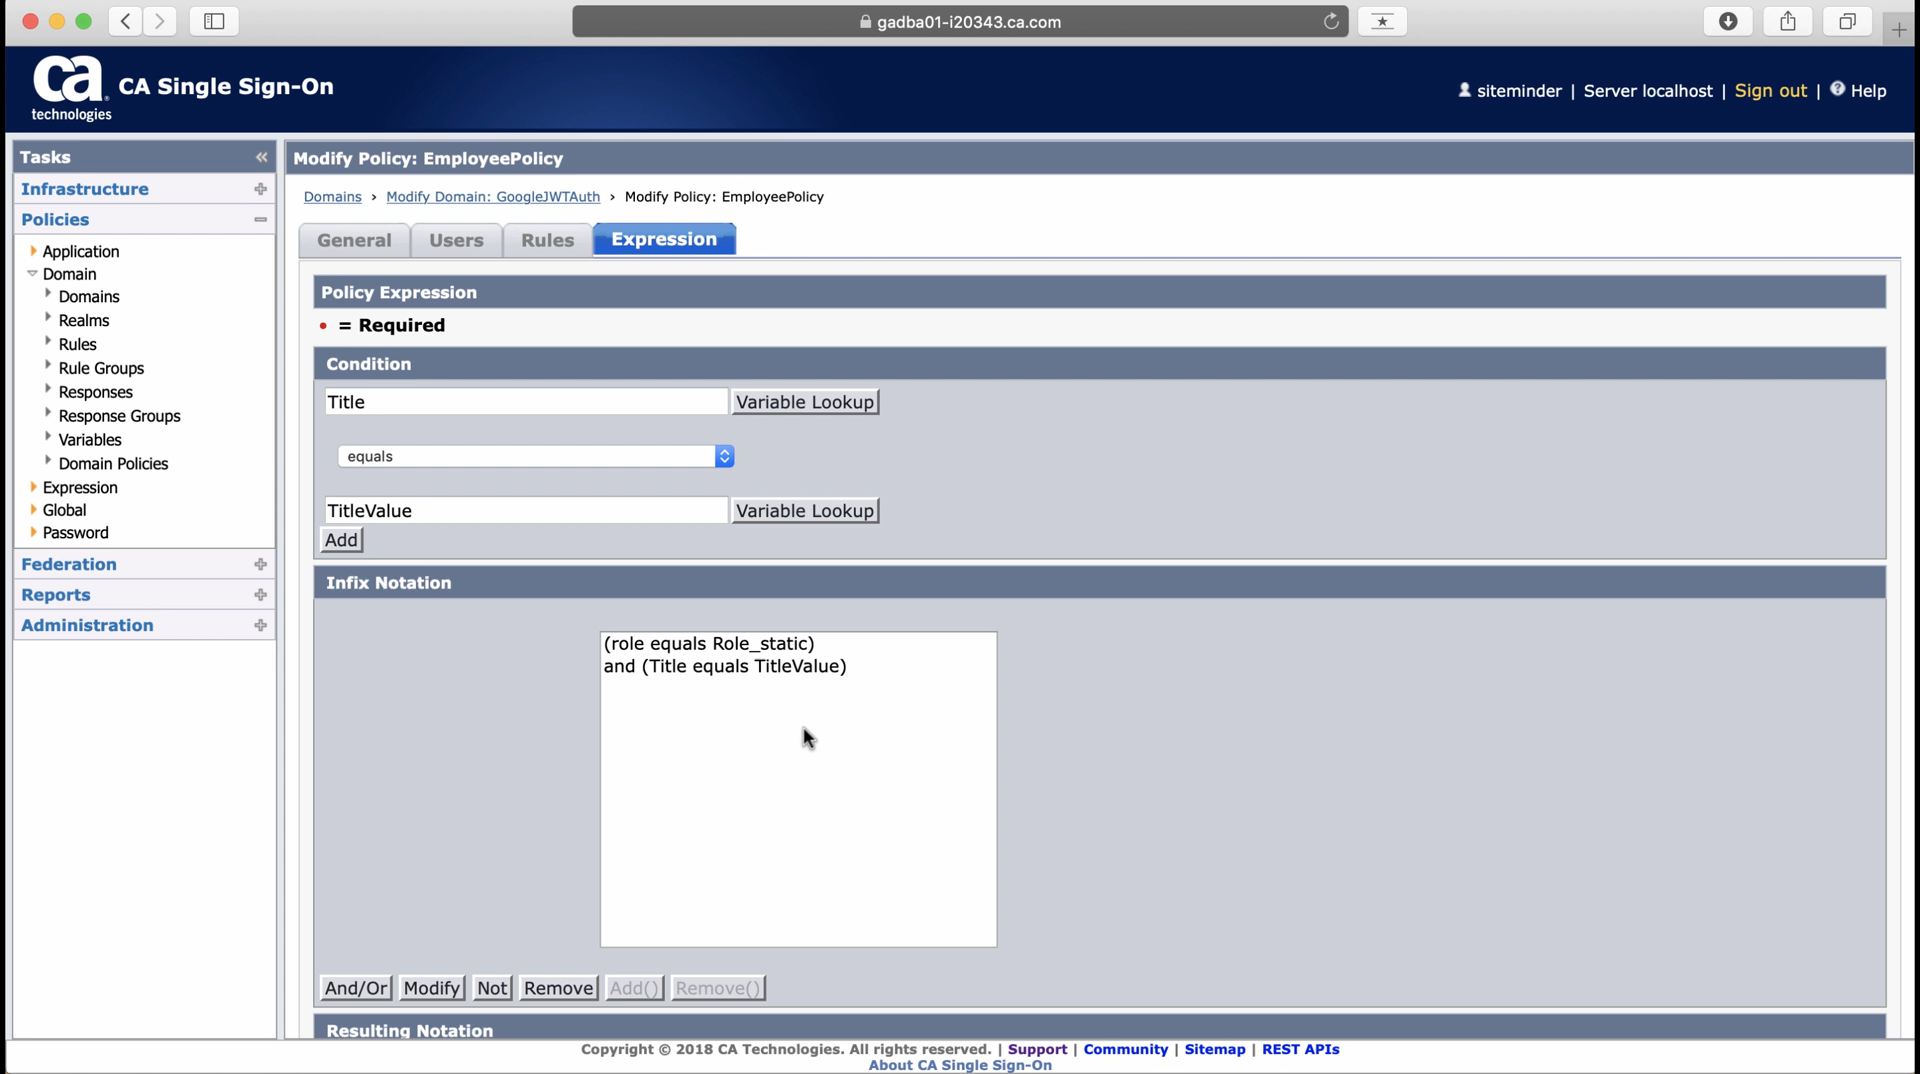 gadba01-i20343.ca.com
ca
technologies
CA Single Sign-On
siteminder | Server localhost | Sign out | Help
Tasks
Infrastructure
Policies
Application
Domain
Domains
Realms
Rules
Rule Groups
Responses
Response Groups
Variables
Domain Policies
Expression
Global
Password
Federation
Reports
Administration
Modify Policy: EmployeePolicy
Domains › Modify Domain: GoogleJWTAuth › Modify Policy: EmployeePolicy
General Users Rules Expression
Policy Expression
• = Required
Condition
Title Variable Lookup
equals
TitleValue Variable Lookup
Add
Infix Notation
(role equals Role_static)
and (Title equals TitleValue)
And/Or Modify Not Remove Add() Remove()
Resulting Notation
Copyright © 2018 CA Technologies. All rights reserved. | Support | Community | Sitemap | REST APIs
About CA Single Sign-On